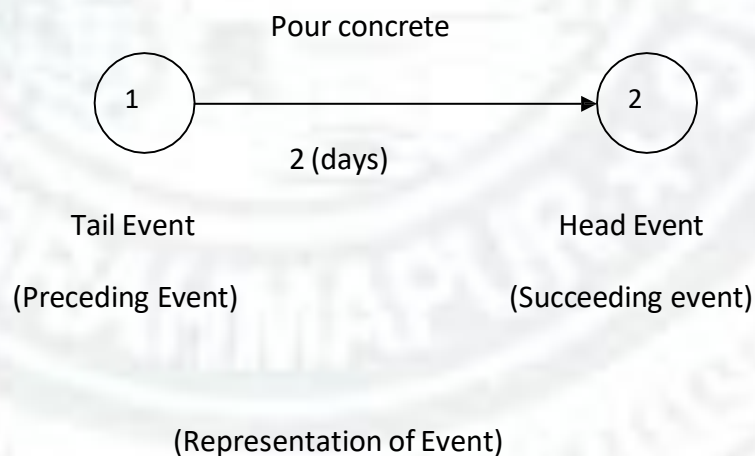 Pour concrete
1 2
2 (days)
Tail Event Head Event
(Preceding Event) (Succeeding event)
(Representation of Event)